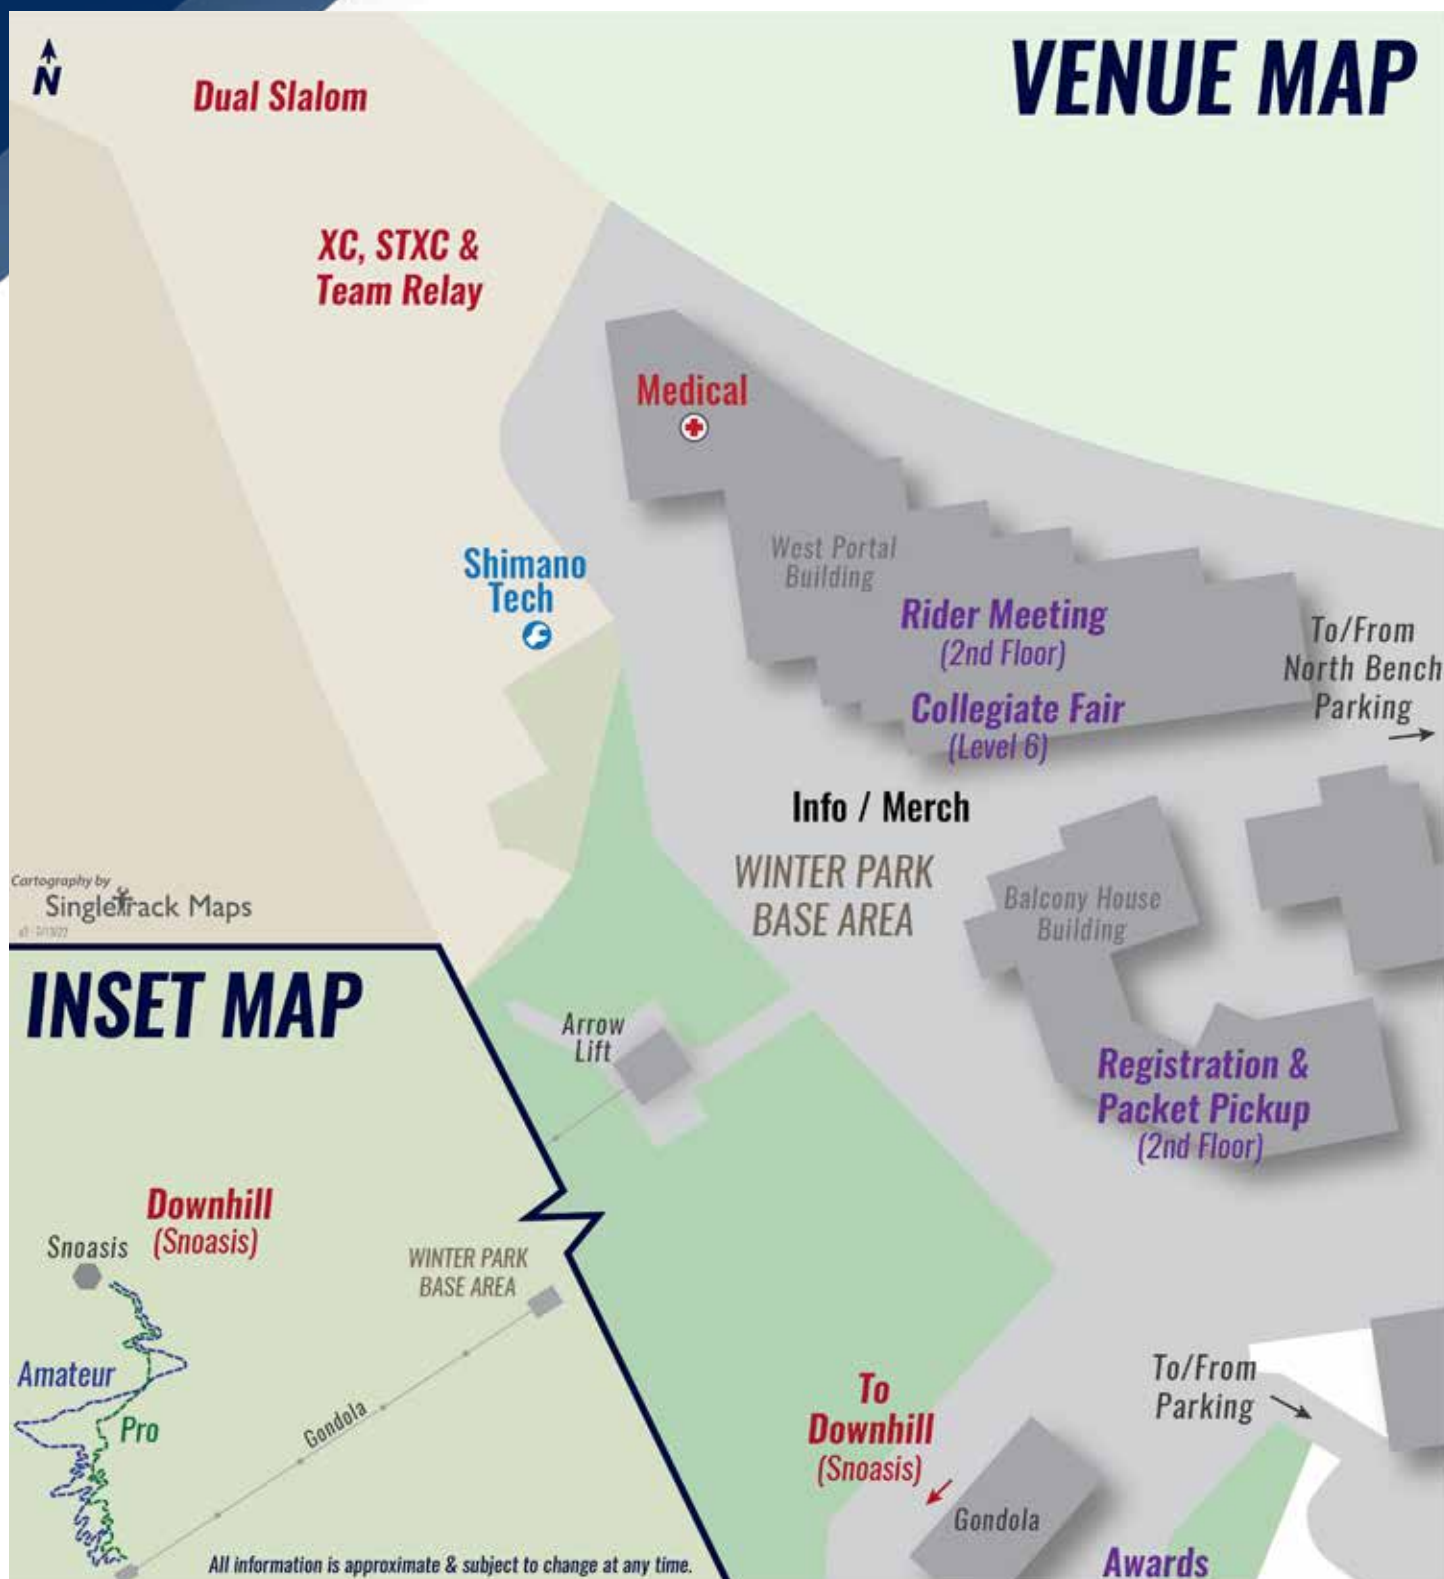 VENUE MAP
N
Dual Slalom
XC, STXC &
Team Relay
Medical
West Portal
Building
Shimano
Tech
Rider Meeting
(2nd Floor)
To/From
North Bench
Parking
Collegiate Fair
(Level 6)
Info / Merch
WINTER PARK
BASE AREA
Balcony House
Building
Cartography by
Singletrack Maps
INSET MAP
Arrow
Lift
Registration &
Packet Pickup
(2nd Floor)
Downhill
(Snoasis)
Snoasis
WINTER PARK
BASE AREA
Amateur
Pro
Gondola
To/From
Parking
To
Downhill
(Snoasis)
Gondola
Awards
All information is approximate & subject to change at any time.